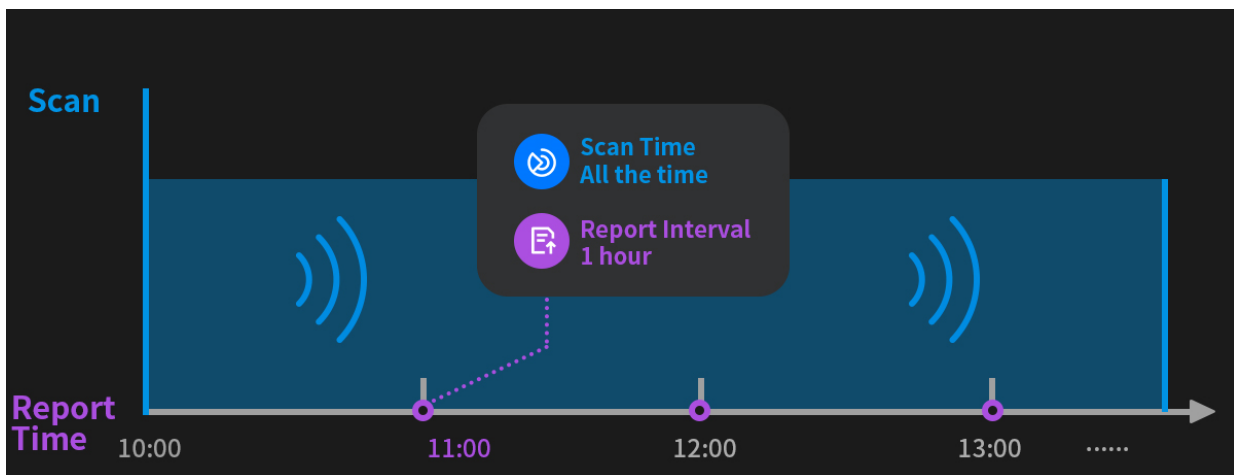 Scan
Scan Time
All the time
Report Interval
1 hour
Report
Time
10:00
11:00
12:00
13:00
······